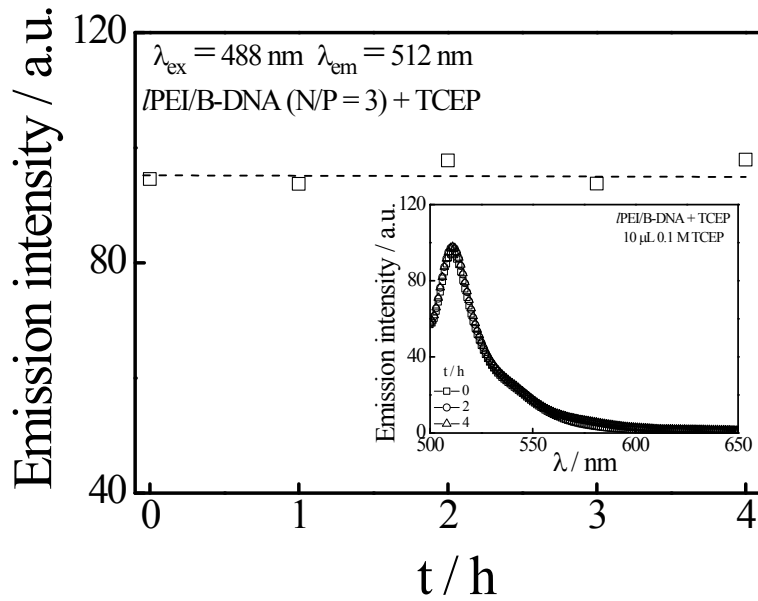 120
λex = 488 nm λem = 512 nm
lPEI/B-DNA (N/P = 3) + TCEP
Emission intensity / a.u.
80
40
0 1 2 3 4
t / h
lPEI/B-DNA + TCEP
10 μL 0.1 M TCEP
Emission intensity / a.u.
120
80
40
0
t / h
0
2
4
500 550 600 650
λ / nm